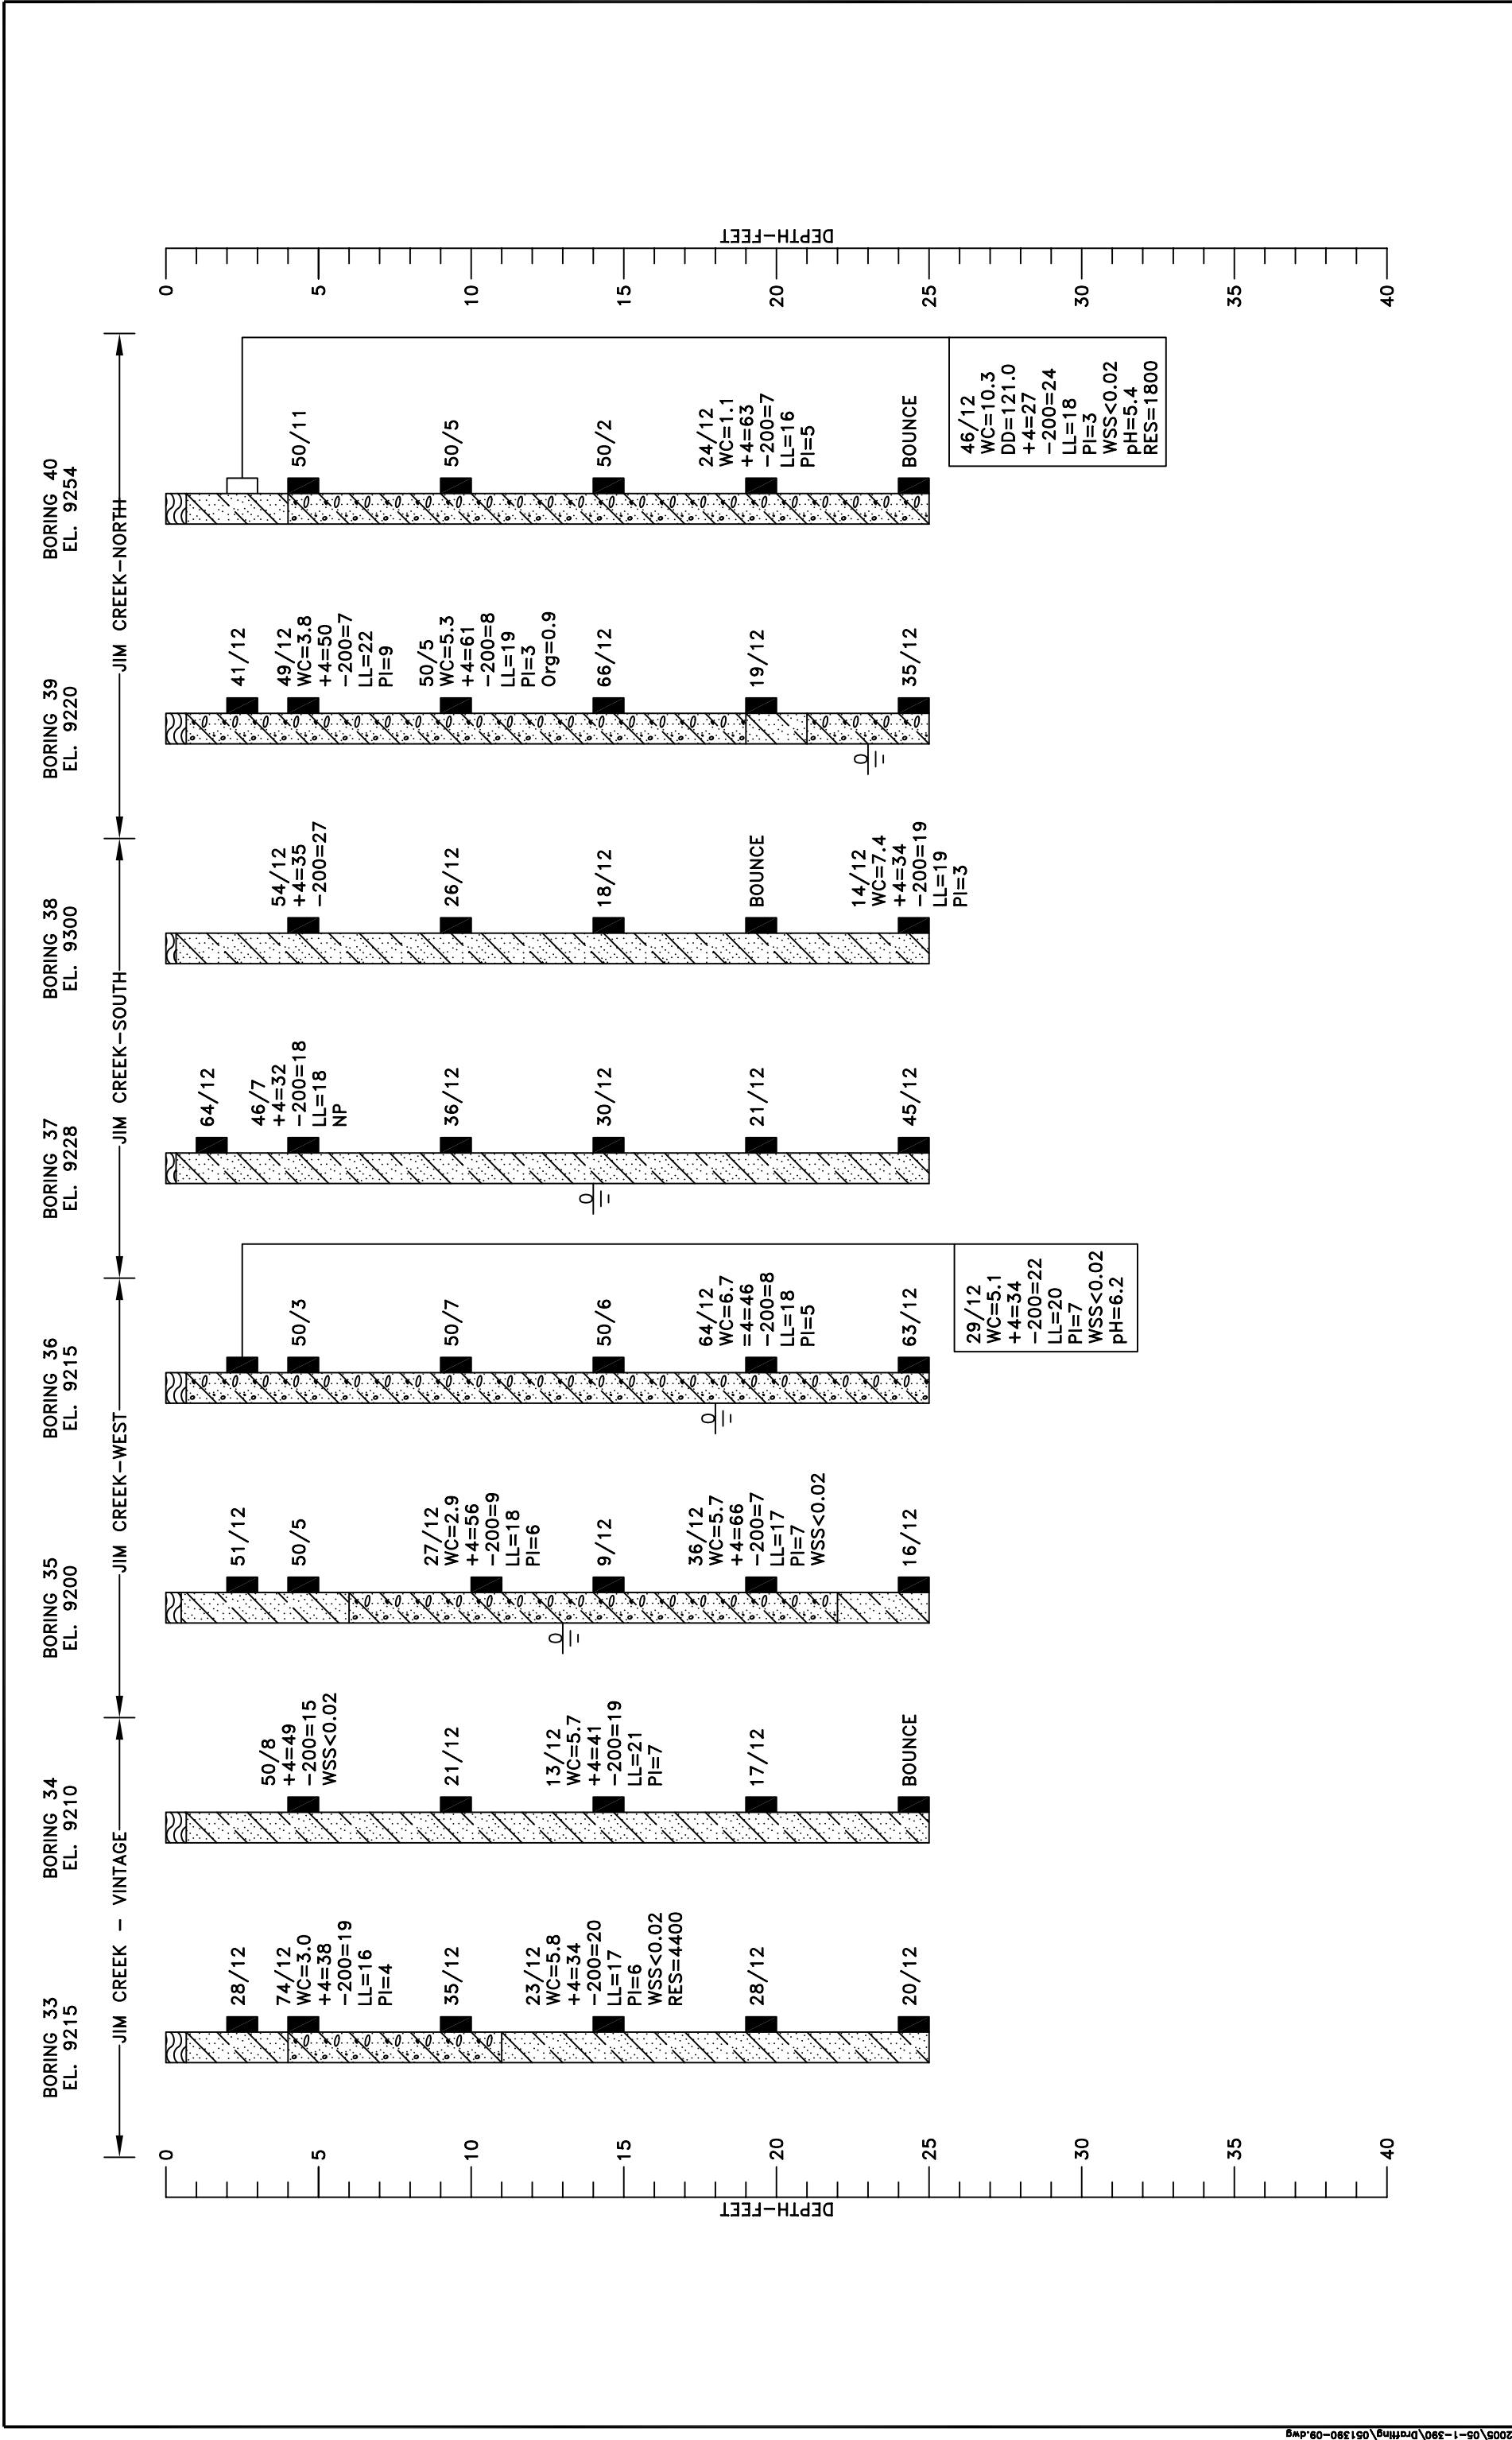 BORING 33
EL. 9215
BORING 34
EL. 9210
BORING 35
EL. 9200
BORING 36
EL. 9215
BORING 37
EL. 9228
BORING 38
EL. 9300
BORING 39
EL. 9220
BORING 40
EL. 9254
JIM CREEK - VINTAGE
JIM CREEK-WEST
JIM CREEK-SOUTH
JIM CREEK-NORTH
DEPTH-FEET
0
5
10
15
20
25
30
35
40
28/12
74/12
WC=3.0
+4=38
-200=19
LL=16
PI=4
35/12
23/12
WC=5.8
+4=34
-200=20
LL=17
PI=6
WSS<0.02
RES=4400
28/12
20/12
50/8
+4=49
-200=15
WSS<0.02
21/12
13/12
WC=5.7
+4=41
-200=19
LL=21
PI=7
17/12
BOUNCE
51/12
50/5
27/12
WC=2.9
+4=56
-200=9
LL=18
PI=6
9/12
36/12
WC=5.7
+4=66
-200=7
LL=17
PI=7
WSS<0.02
16/12
50/3
50/7
50/6
64/12
WC=6.7
=4=46
-200=8
LL=18
PI=5
63/12
29/12
WC=5.1
+4=34
-200=22
LL=20
PI=7
WSS<0.02
pH=6.2
64/12
46/7
+4=32
-200=18
LL=18
NP
36/12
30/12
21/12
45/12
54/12
+4=35
-200=27
26/12
18/12
BOUNCE
14/12
WC=7.4
+4=34
-200=19
LL=19
PI=3
41/12
49/12
WC=3.8
+4=50
-200=7
LL=22
PI=9
50/5
WC=5.3
+4=61
-200=8
LL=19
PI=3
Org=0.9
66/12
19/12
35/12
50/11
50/5
50/2
24/12
WC=1.1
+4=63
-200=7
LL=16
PI=5
BOUNCE
46/12
WC=10.3
DD=121.0
+4=27
-200=24
LL=18
PI=3
WSS<0.02
pH=5.4
RES=1800
DEPTH-FEET
0
5
10
15
20
25
30
35
40
2005\05-1-390\Drafting\051390-09.dwg